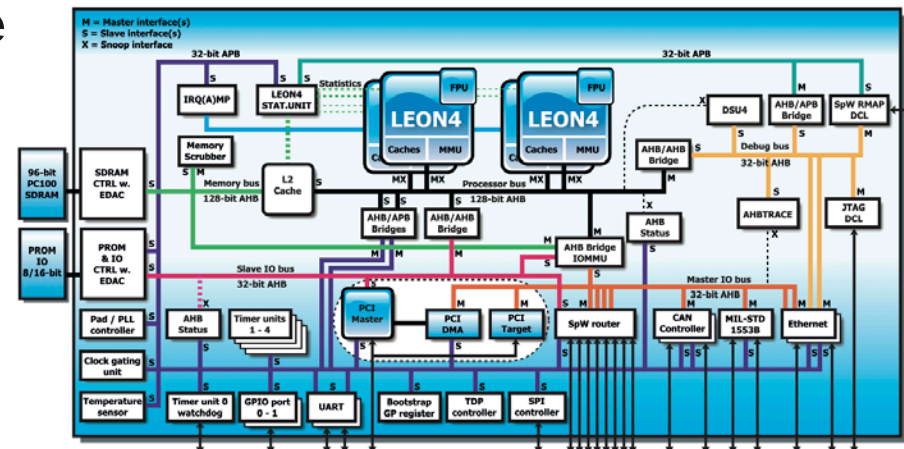 e
M = Master interface(s)
S = Slave interface(s)
X = Snoop interface
32-bit APB
32-bit APB
S
S
S
M
S
IRQ(A)MP
LEON4
STAT.UNIT
Statistics
FPU
LEON4
Caches
MMU
FPU
LEON4
Caches
MMU
X
DSU4
AHB/APB
Bridge
SpW RMAP
DCL
Memory
Scrubber
S
M
MX
MX
AHB/AHB
Bridge
S
M
S
S
M
Debug bus
32-bit AHB
96-bit
PC100
SDRAM
SDRAM
CTRL w.
EDAC
S
Memory bus
128-bit AHB
L2
Cache
S
Processor bus
128-bit AHB
S
S
S
AHB/APB
Bridges
AHB/AHB
Bridge
X
AHB
Status
S
S
AHBTRACE
X
M
JTAG
DCL
PROM
IO
8/16-bit
PROM
& IO
CTRL w.
EDAC
S
S
M
M
M
M
M
S
AHB Bridge
IOMMU
S
Slave IO bus
32-bit AHB
Master IO bus
32-bit AHB
Pad / PLL
controller
S
X
AHB
Status
S
Timer units
1 - 4
S
PCI
Master
S
M
PCI
DMA
S
M
PCI
Target
S
M
SpW router
S
M
CAN
Controller
S
S
M
MIL-STD
1553B
S
M
M
Ethernet
S
S
Clock gating
unit
S
Temperature
sensor
S
S
Timer unit 0
watchdog
S
GPIO port
0 - 1
S
S
UART
S
Bootstrap
GP register
S
TDP
controller
S
SPI
controller